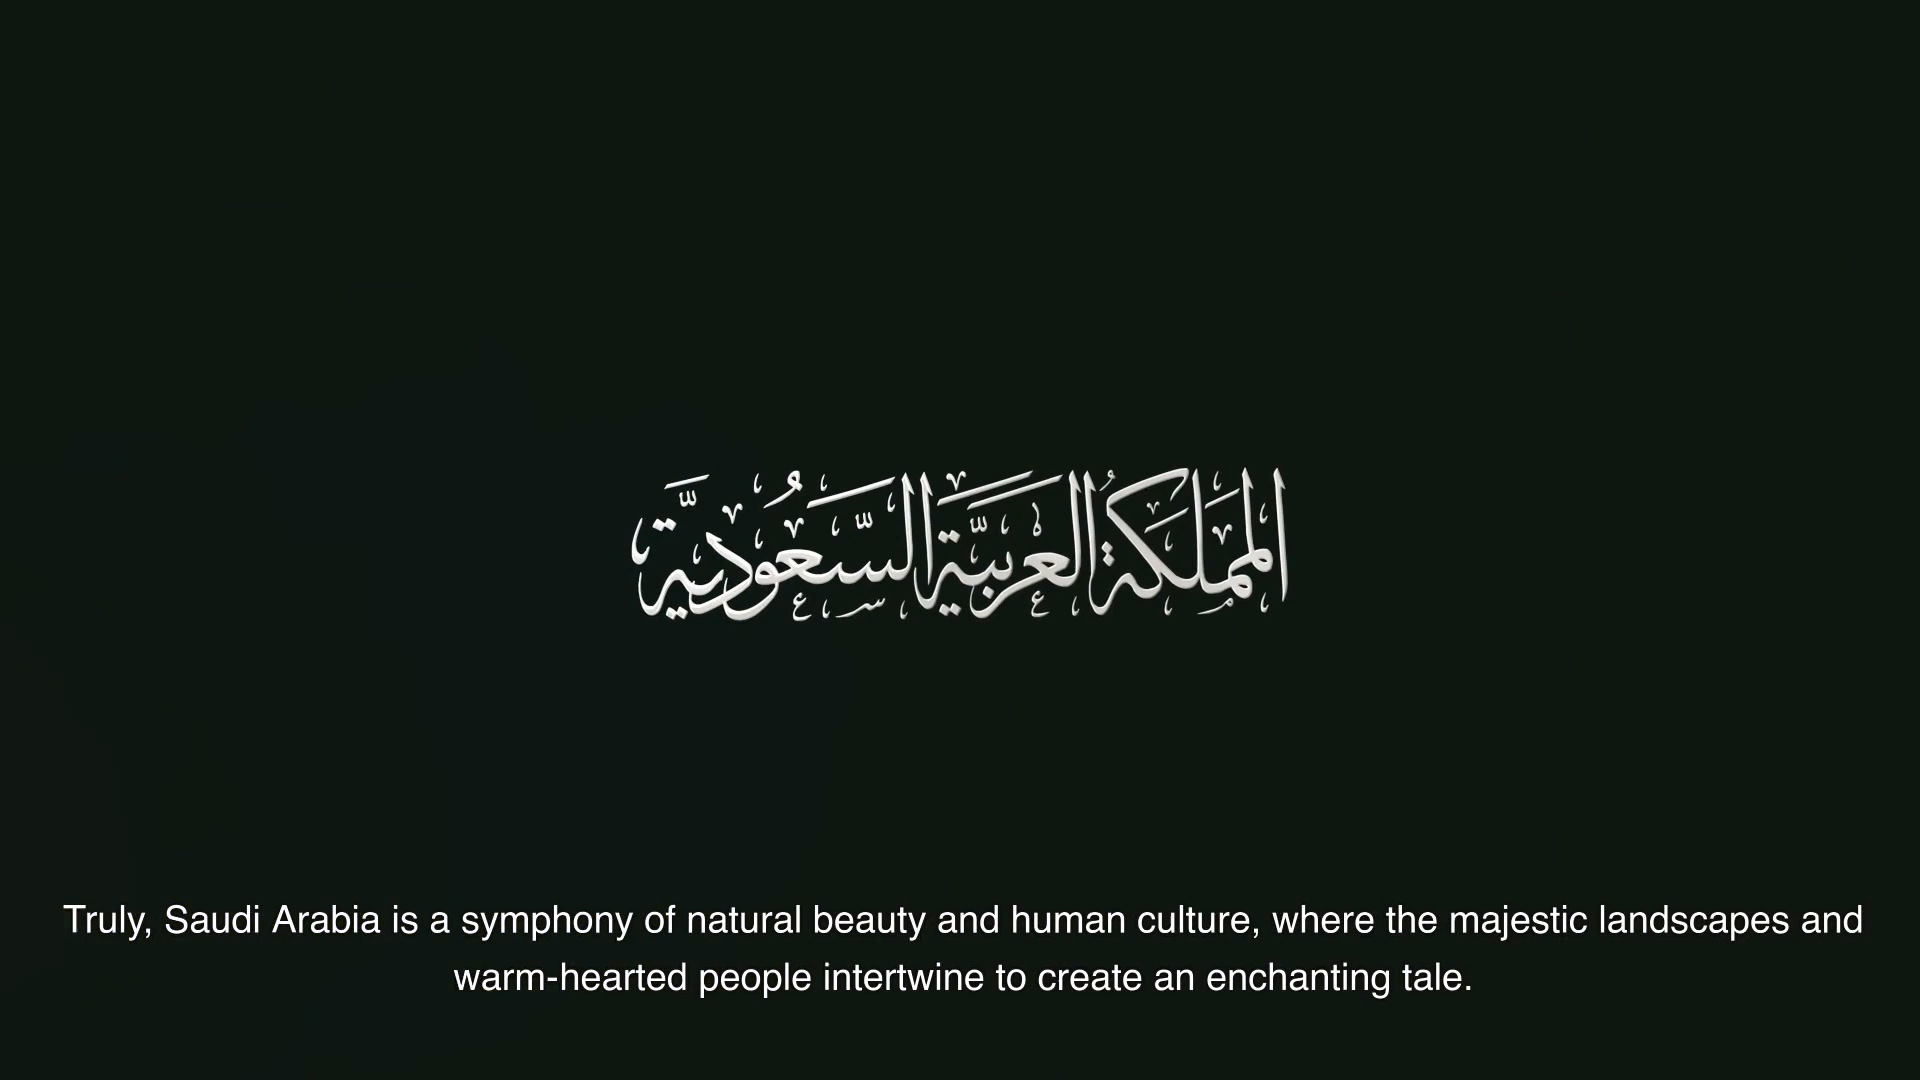 المملكة العربية السعودية
Truly, Saudi Arabia is a symphony of natural beauty and human culture, where the majestic landscapes and
warm-hearted people intertwine to create an enchanting tale.